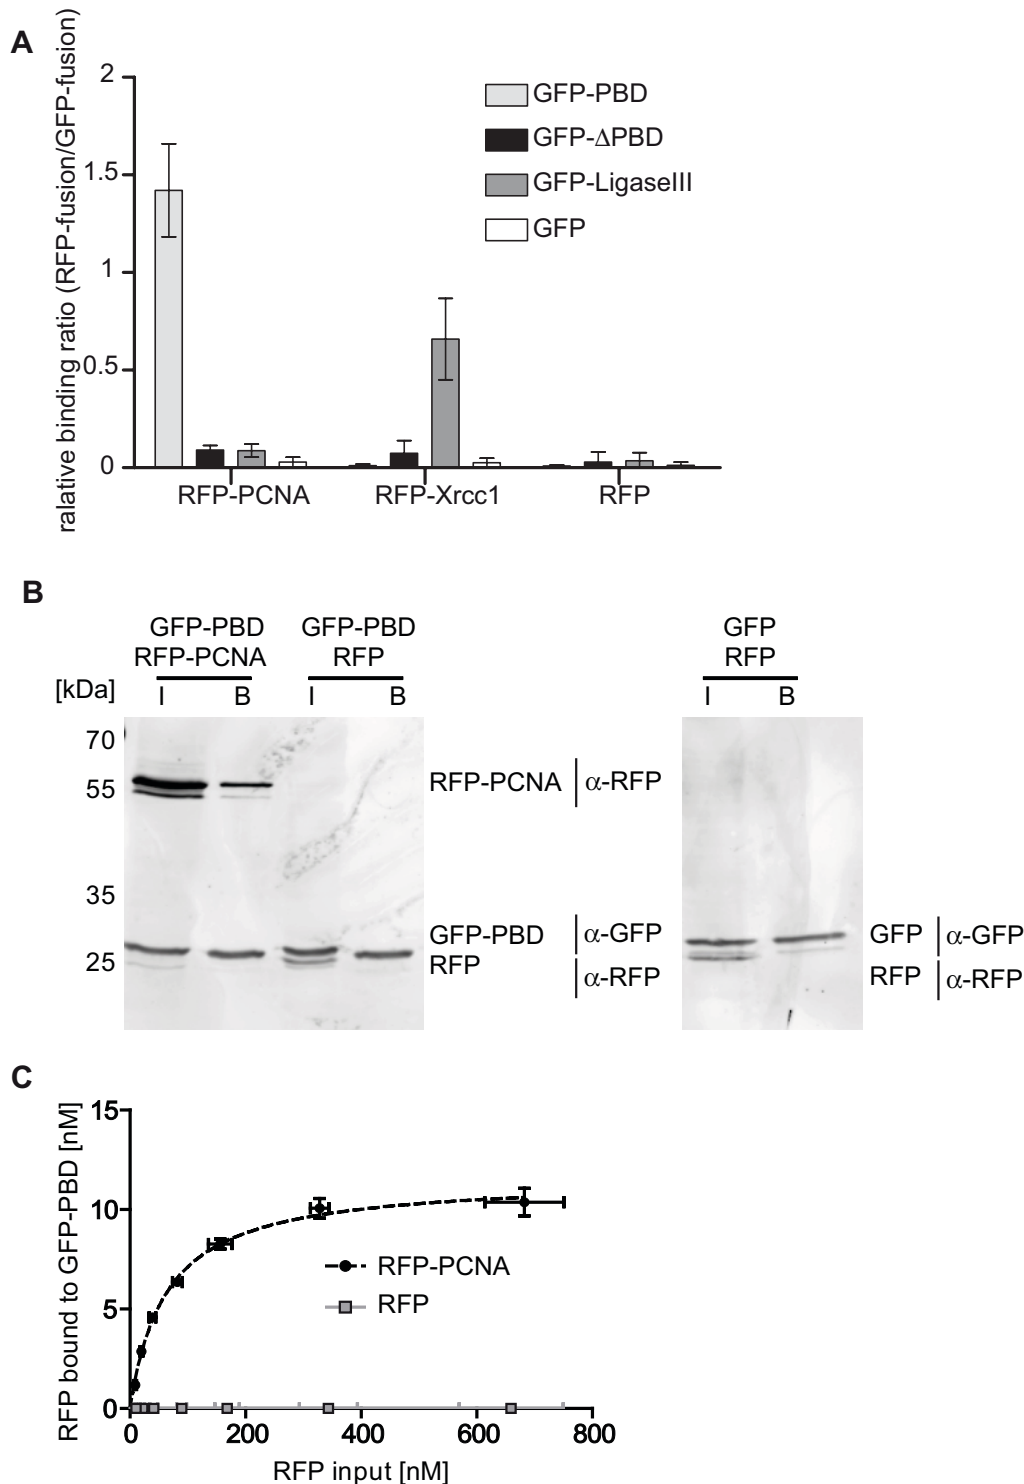 A
ralative binding ratio (RFP-fusion/GFP-fusion)
2
1.5
1
0.5
0
GFP-PBD
GFP-ΔPBD
GFP-LigaseIII
GFP
RFP-PCNA
RFP-Xrcc1
RFP
B
GFP-PBD
RFP-PCNA
GFP-PBD
RFP
GFP
RFP
[kDa]
I B I B I B
70
55
35
25
RFP-PCNA α-RFP
GFP-PBD α-GFP
RFP α-RFP
GFP α-GFP
RFP α-RFP
C
RFP bound to GFP-PBD [nM]
15
10
5
0
RFP-PCNA
RFP
0 200 400 600 800
RFP input [nM]